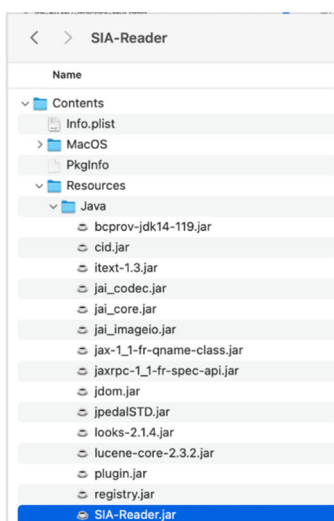 SIA-Reader
Name
Contents
Info.plist
MacOS
PkgInfo
Resources
Java
bcprov-jdk14-119.jar
cid.jar
itext-1.3.jar
jai_codec.jar
jai_core.jar
jai_imageio.jar
jax-1_1-fr-qname-class.jar
jaxrpc-1_1-fr-spec-api.jar
jdom.jar
jpedalSTD.jar
looks-2.1.4.jar
lucene-core-2.3.2.jar
plugin.jar
registry.jar
SIA-Reader.jar